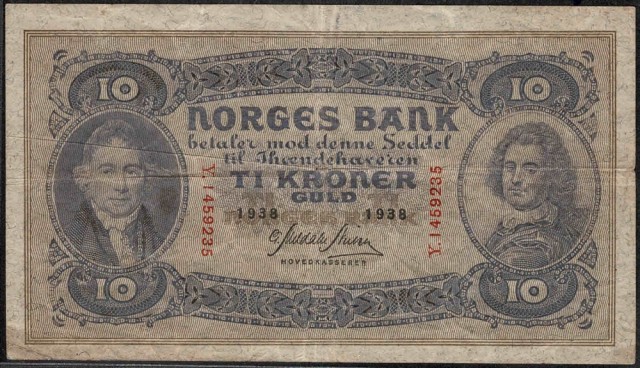 10 10
NORGES BANK
betaler mod denne Seddel
til Ihændehaveren
TI KRONER
GULD
1938 1938
HOVEDKASSERER
Y.1459235
Y.1459235
10 10